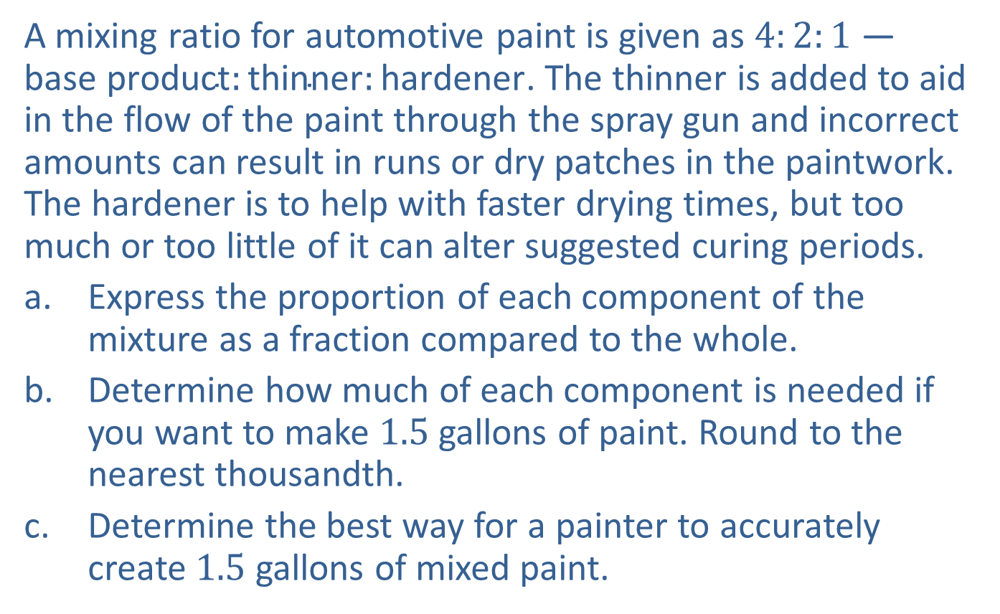 A mixing ratio for automotive paint is given as 4: 2: 1 —
base product: thinner: hardener. The thinner is added to aid
in the flow of the paint through the spray gun and incorrect
amounts can result in runs or dry patches in the paintwork.
The hardener is to help with faster drying times, but too
much or too little of it can alter suggested curing periods.
a. Express the proportion of each component of the
mixture as a fraction compared to the whole.
b. Determine how much of each component is needed if
you want to make 1.5 gallons of paint. Round to the
nearest thousandth.
c. Determine the best way for a painter to accurately
create 1.5 gallons of mixed paint.